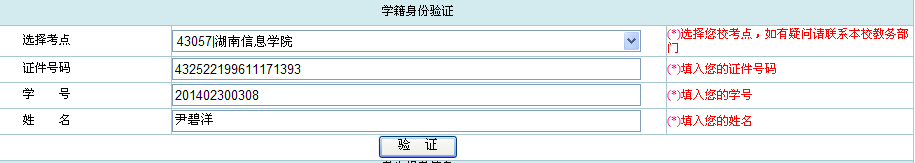 学籍身份验证
选择考点 43057|湖南信息学院 (*)选择您校考点，如有疑问请联系本校教务部门
证件号码 432522199611171393 (*)填入您的证件号码
学 号 201402300308 (*)填入您的学号
姓 名 尹碧洋 (*)填入您的姓名
验 证